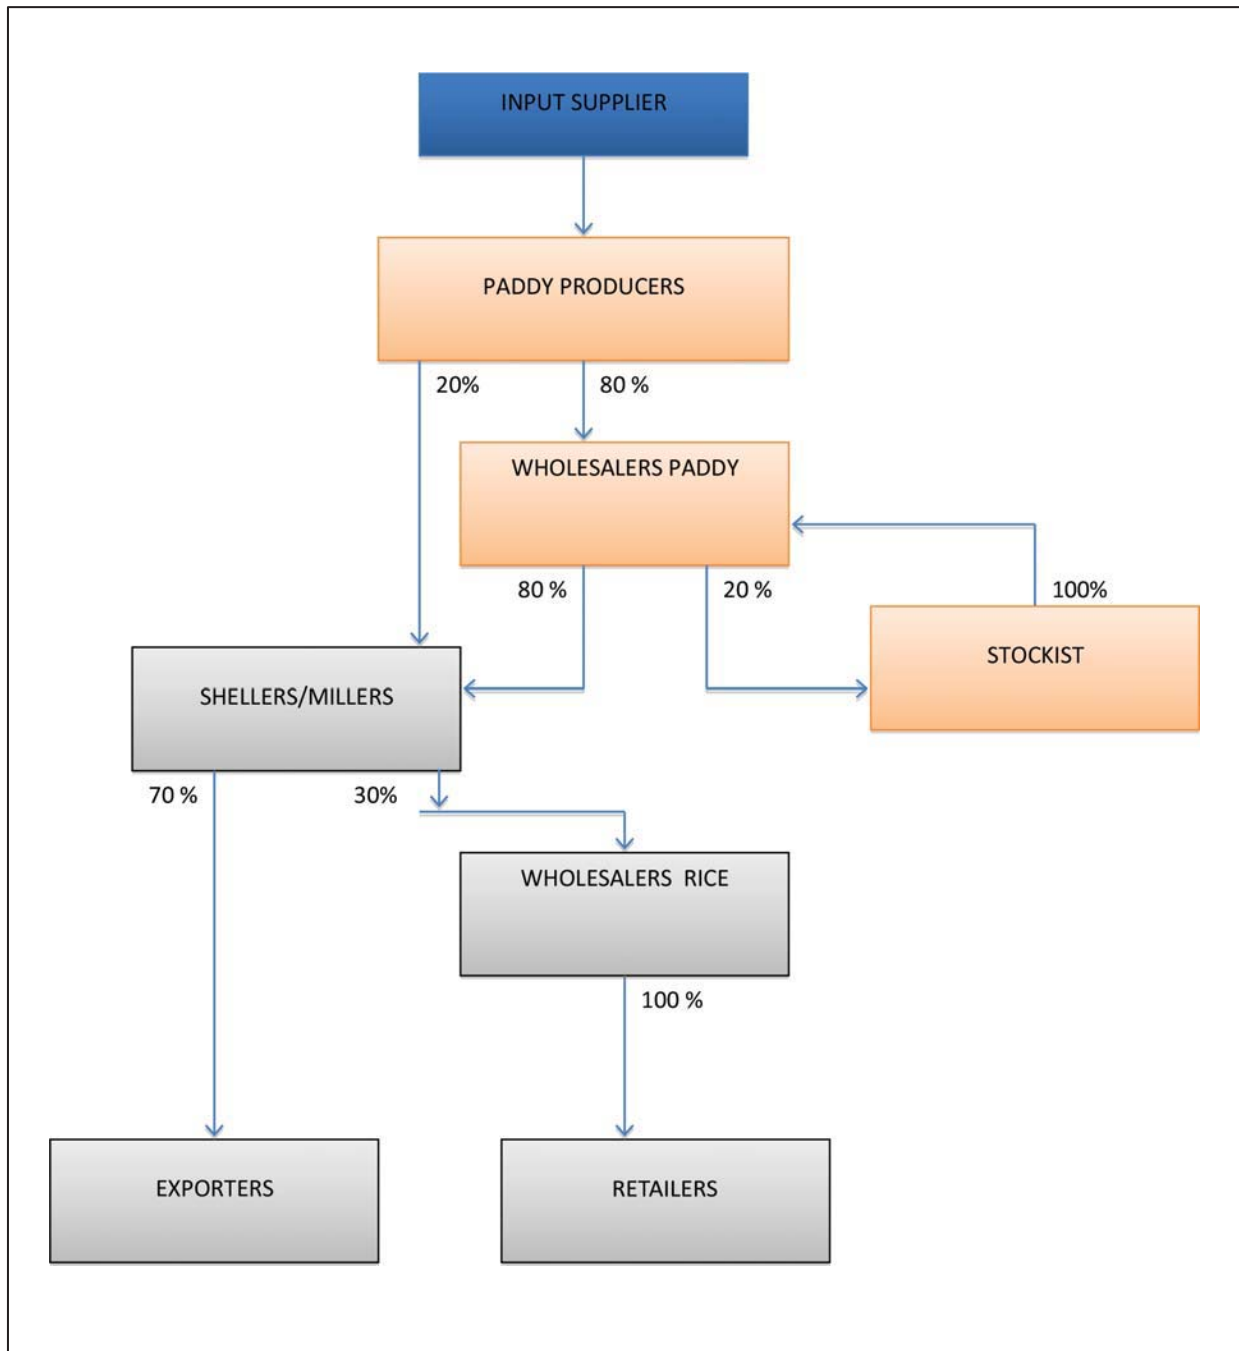 INPUT SUPPLIER
PADDY PRODUCERS
20%
80 %
WHOLESALERS PADDY
80 %
20 %
100%
STOCKIST
SHELLERS/MILLERS
70 %
30%
WHOLESALERS RICE
100 %
EXPORTERS
RETAILERS